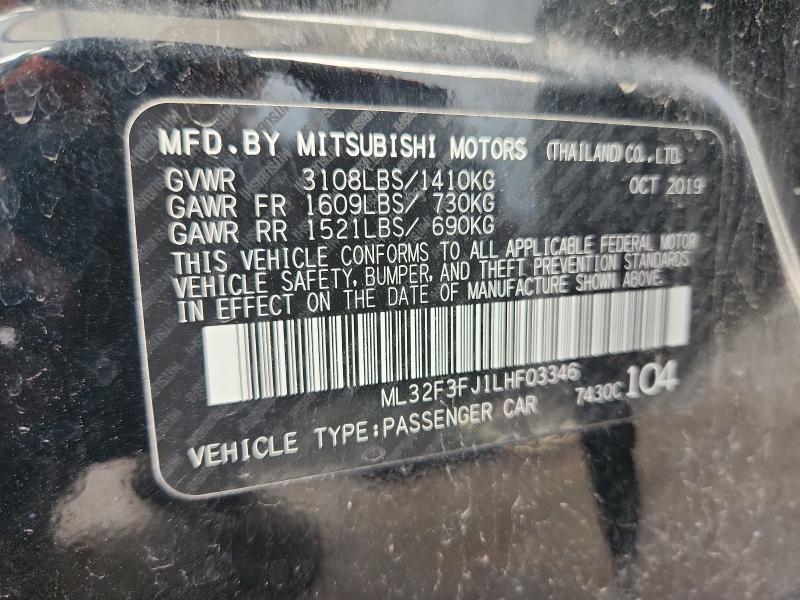 MFD.BY MITSUBISHI MOTORS (THAILAND)CO.,LTD.
GVWR 3108LBS/1410KG OCT 2019
GAWR FR 1609LBS/ 730KG
GAWR RR 1521LBS/ 690KG
THIS VEHICLE CONFORMS TO ALL APPLICABLE FEDERAL MOTOR
VEHICLE SAFETY, BUMPER, AND THEFT PREVENTION STANDARDS
IN EFFECT ON THE DATE OF MANUFACTURE SHOWN ABOVE.
ML32F3FJ1LHF03346
7430C 104
VEHICLE TYPE:PASSENGER CAR